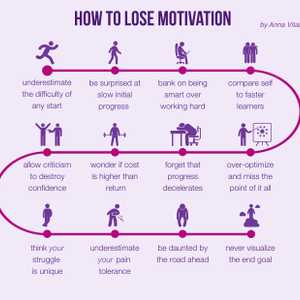 HOW TO LOSE MOTIVATION
by Anna Vital
underestimate
the difficulty of
any start
be surprised at
slow initial
progress
bank on being
smart over
working hard
compare self
to faster
learners
allow criticism
to destroy
confidence
wonder if cost
is higher than
return
forget that
progress
decelerates
over-optimize
and miss the
point of it all
think your
struggle
is unique
underestimate
your pain
tolerance
be daunted by
the road ahead
never visualize
the end goal